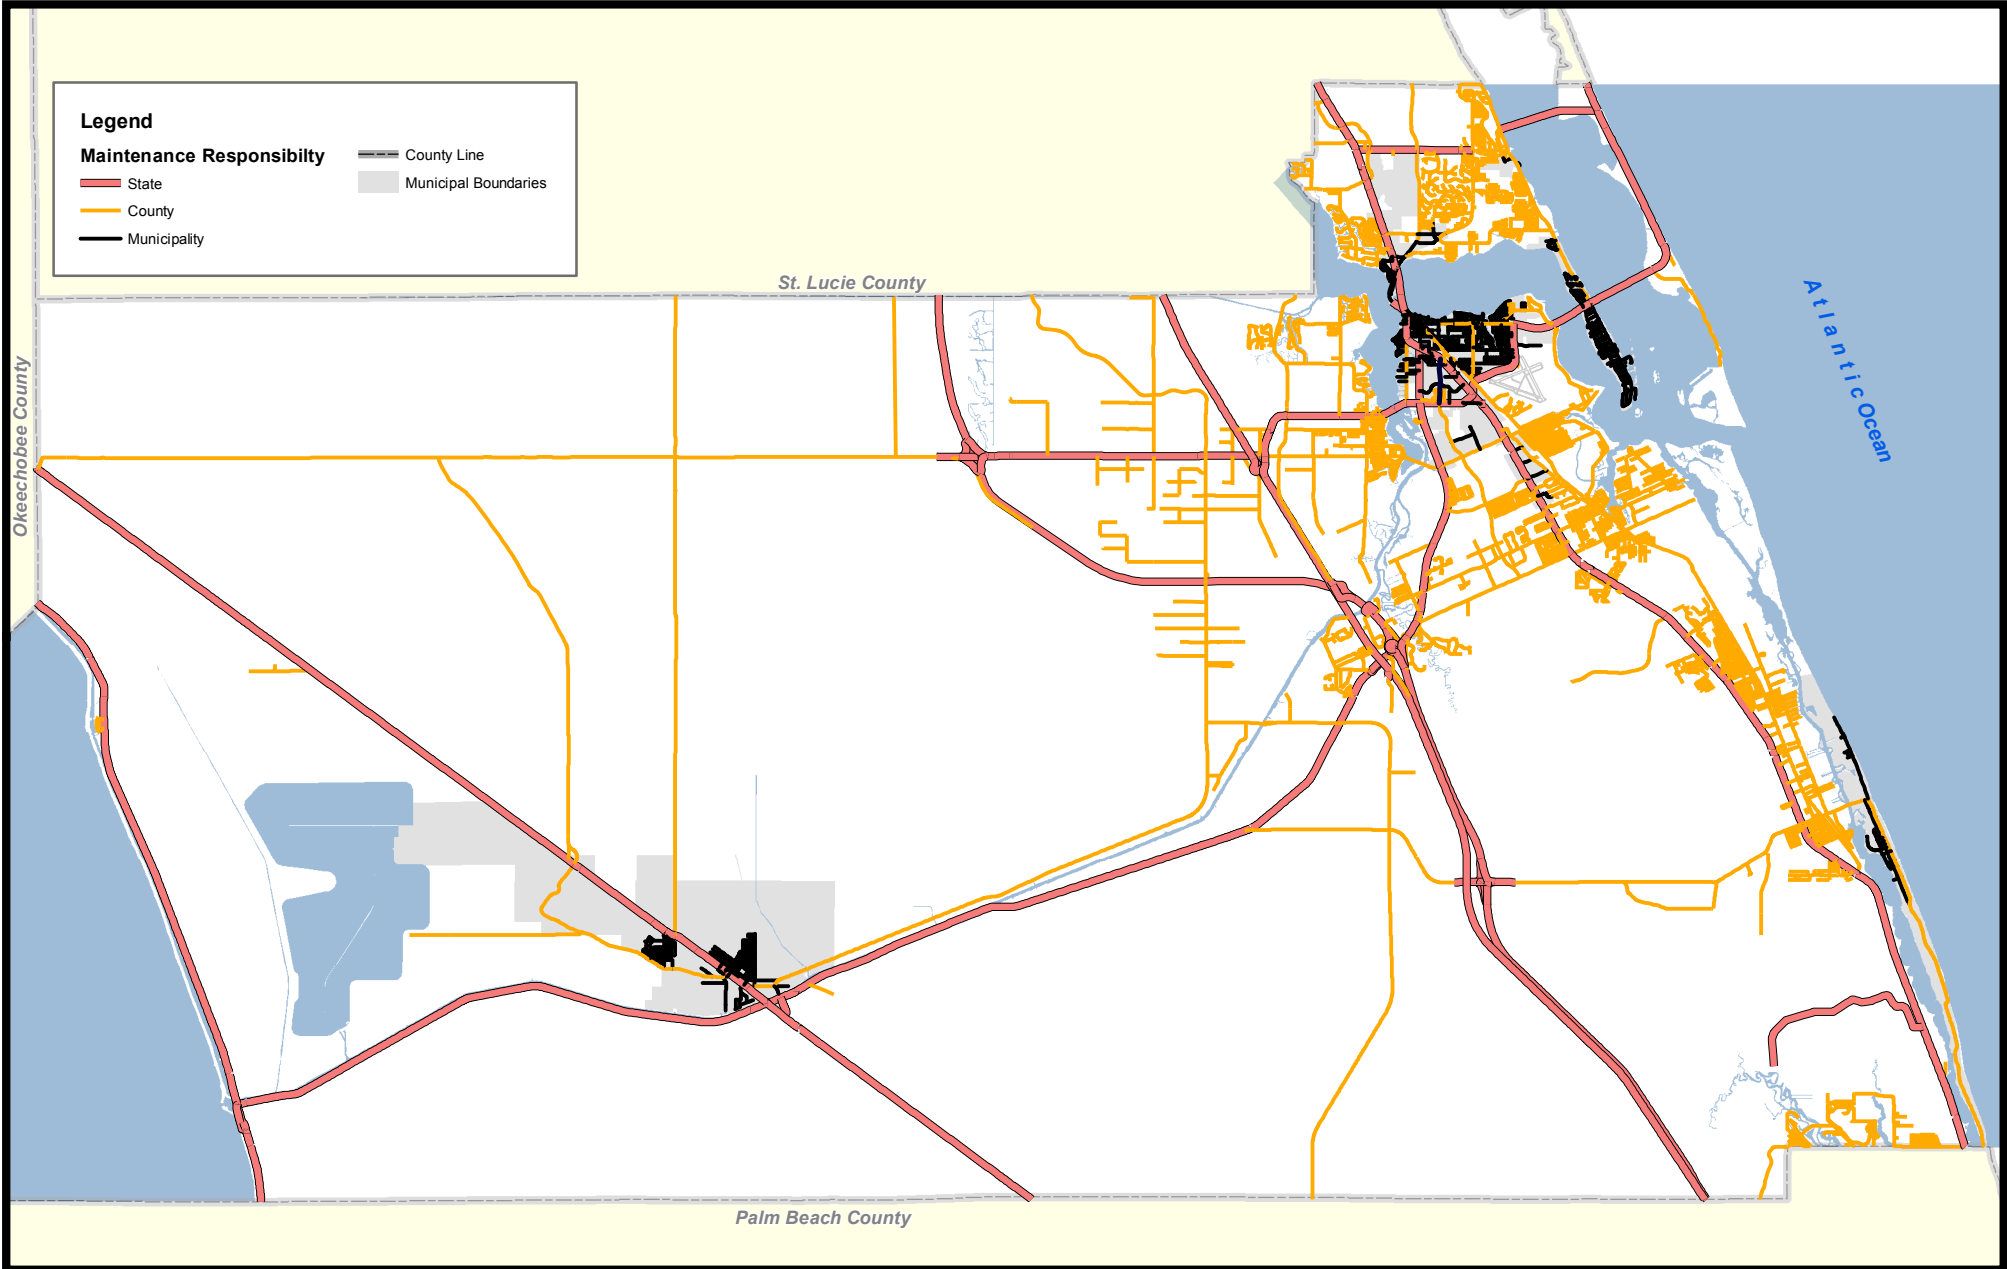 Legend
Maintenance Responsibilty
State
County
Municipality
County Line
Municipal Boundaries
St. Lucie County
Okeechobee County
Atlantic Ocean
Palm Beach County